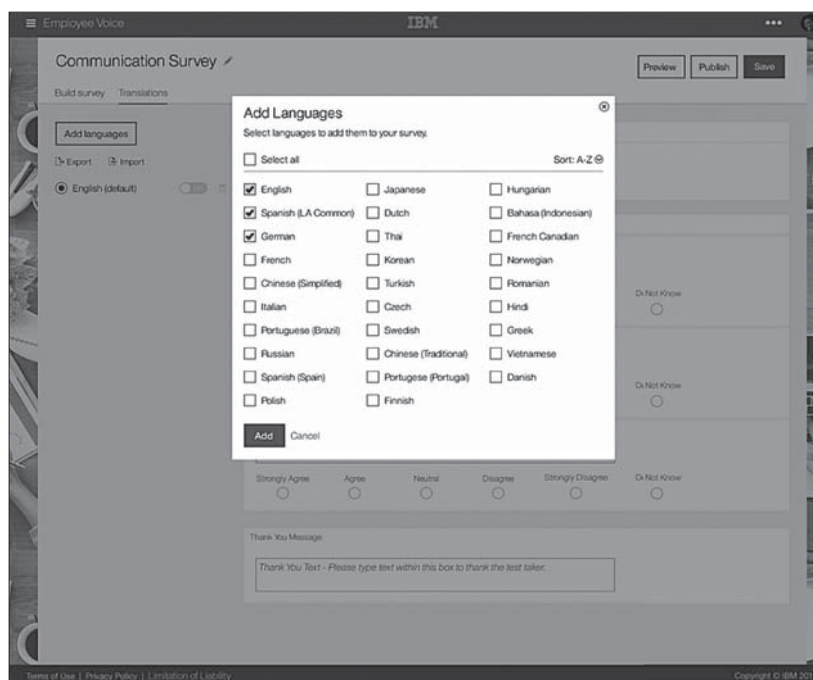 Employee Voice
IBM
Communication Survey
Preview
Publish
Save
Build survey
Translations
Add languages
Export
Import
English (default)
Add Languages
Select languages to add them to your survey.
Select all
Sort: A-Z
English
Spanish (LA Common)
German
French
Chinese (Simplified)
Italian
Portuguese (Brazil)
Russian
Spanish (Spain)
Polish
Japanese
Dutch
Thai
Korean
Turkish
Czech
Swedish
Chinese (Traditional)
Portugese (Portugal)
Finnish
Hungarian
Bahasa (Indonesian)
French Canadian
Norwegian
Romanian
Hindi
Greek
Vietnamese
Danish
Add
Cancel
Not Know
Not Know
Strongly Agree
Agree
Neutral
Disagree
Strongly Disagree
Not Know
Thank You Message
Thank You Text - Please type text within this box to thank the test taker.
Terms of Use | Privacy Policy | Limitation of Liability
Copyright © IBM